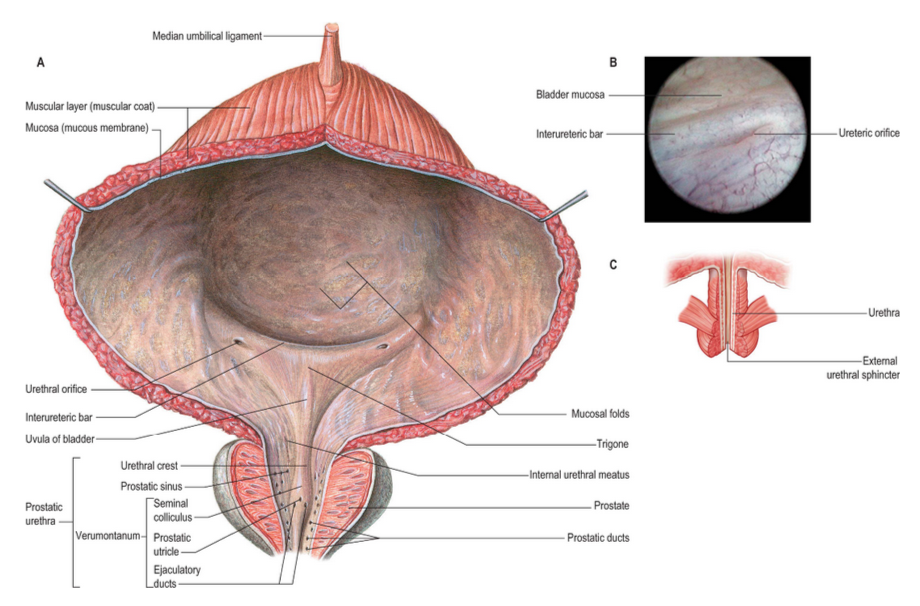 Median umbilical ligament
A
Muscular layer (muscular coat)
Mucosa (mucous membrane)
Urethral orifice
Interureteric bar
Uvula of bladder
Urethral crest
Prostatic sinus
Prostatic
urethra
Verumontanum
Seminal
colliculus
Prostatic
utricle
Ejaculatory
ducts
Mucosal folds
Trigone
Internal urethral meatus
Prostate
Prostatic ducts
B
Bladder mucosa
Interureteric bar
Ureteric orifice
C
Urethra
External
urethral sphincter